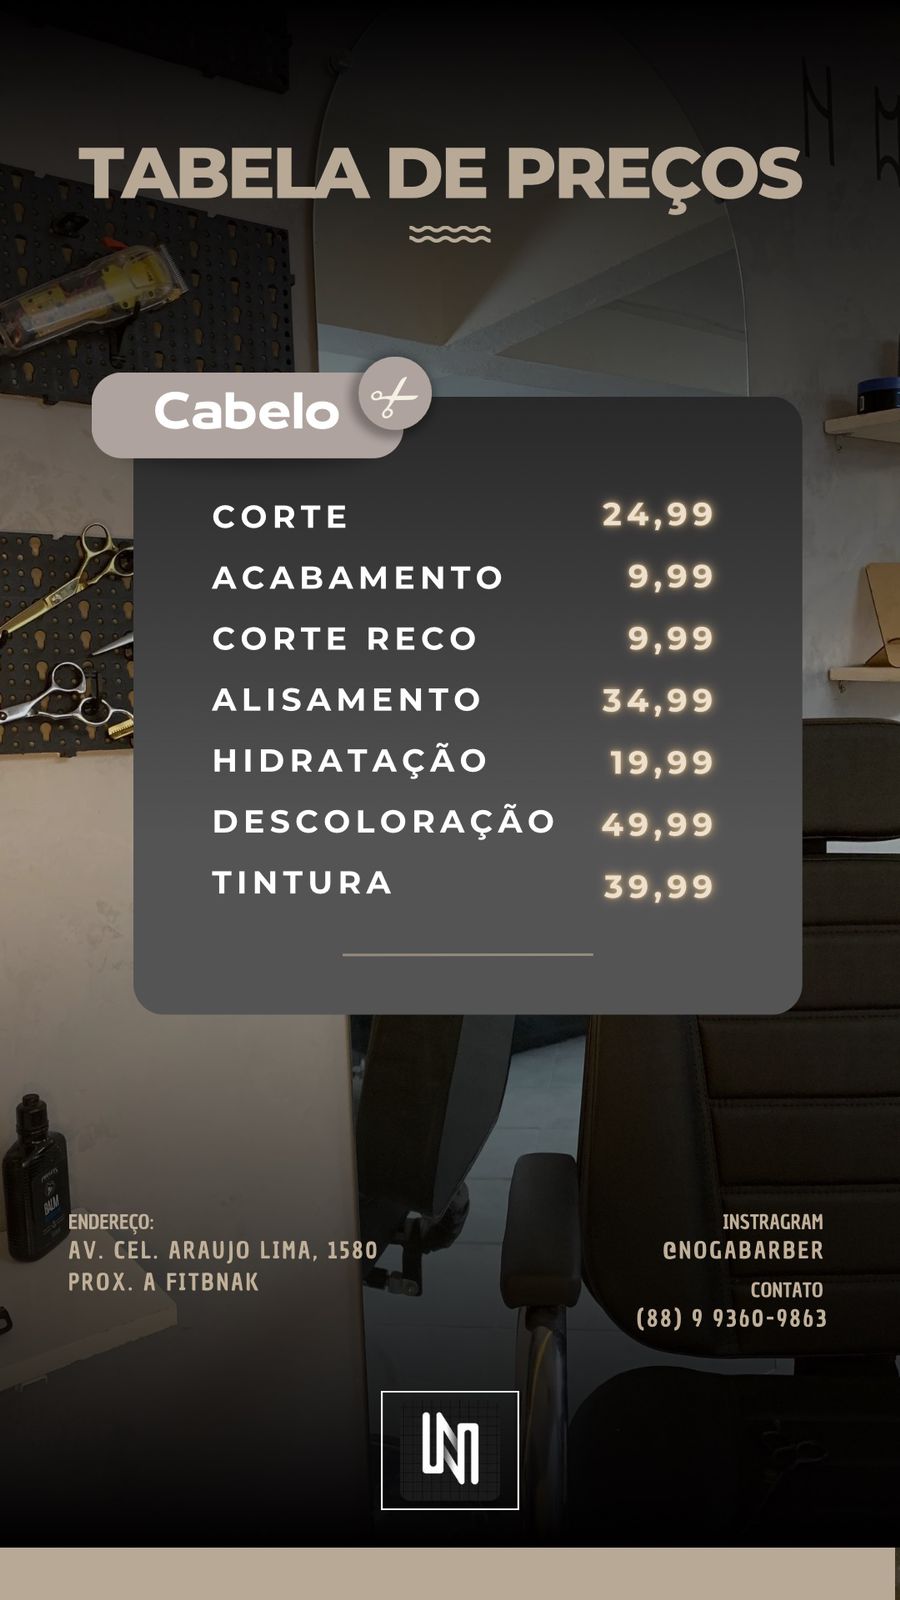 TABELA DE PREÇOS
Cabelo
CORTE 24,99
ACABAMENTO 9,99
CORTE RECO 9,99
ALISAMENTO 34,99
HIDRATAÇÃO 19,99
DESCOLORAÇÃO 49,99
TINTURA 39,99
BALM
ENDEREÇO:
AV. CEL. ARAUJO LIMA, 1580
PROX. A FITBNAK
INSTRAGRAM
@NOGABARBER
CONTATO
(88) 9 9360-9863